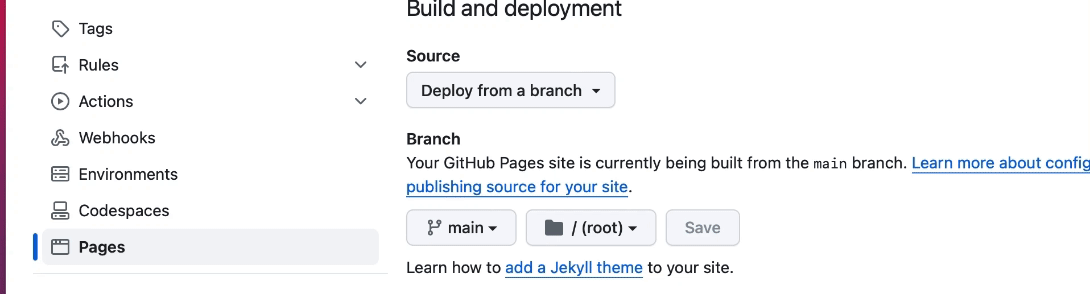 Tags
Rules
Actions
Webhooks
Environments
Codespaces
Pages
Build and deployment
Source
Deploy from a branch
Branch
Your GitHub Pages site is currently being built from the main branch. Learn more about config
publishing source for your site.
main
/ (root)
Save
Learn how to add a Jekyll theme to your site.